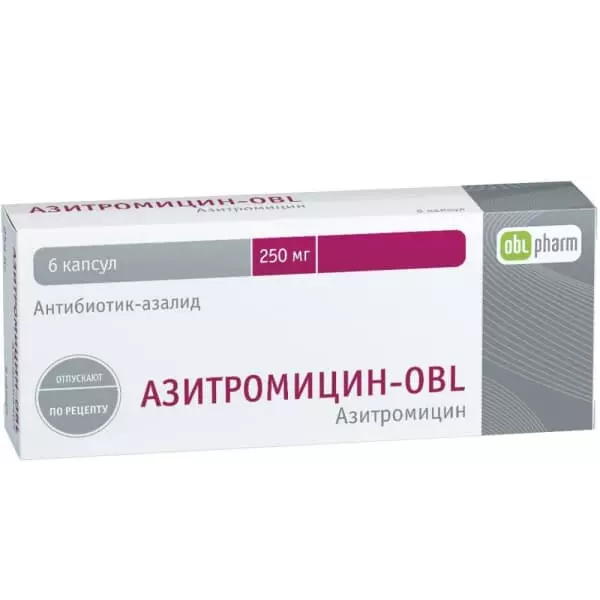 АЗИТРОМИЦИН-OBL
Азитромицин
6 капсул
obl pharm
6 капсул
250 мг
Антибиотик-азалид
ОТПУСКАЮТ
ПО РЕЦЕПТУ
АЗИТРОМИЦИН-OBL
Азитромицин